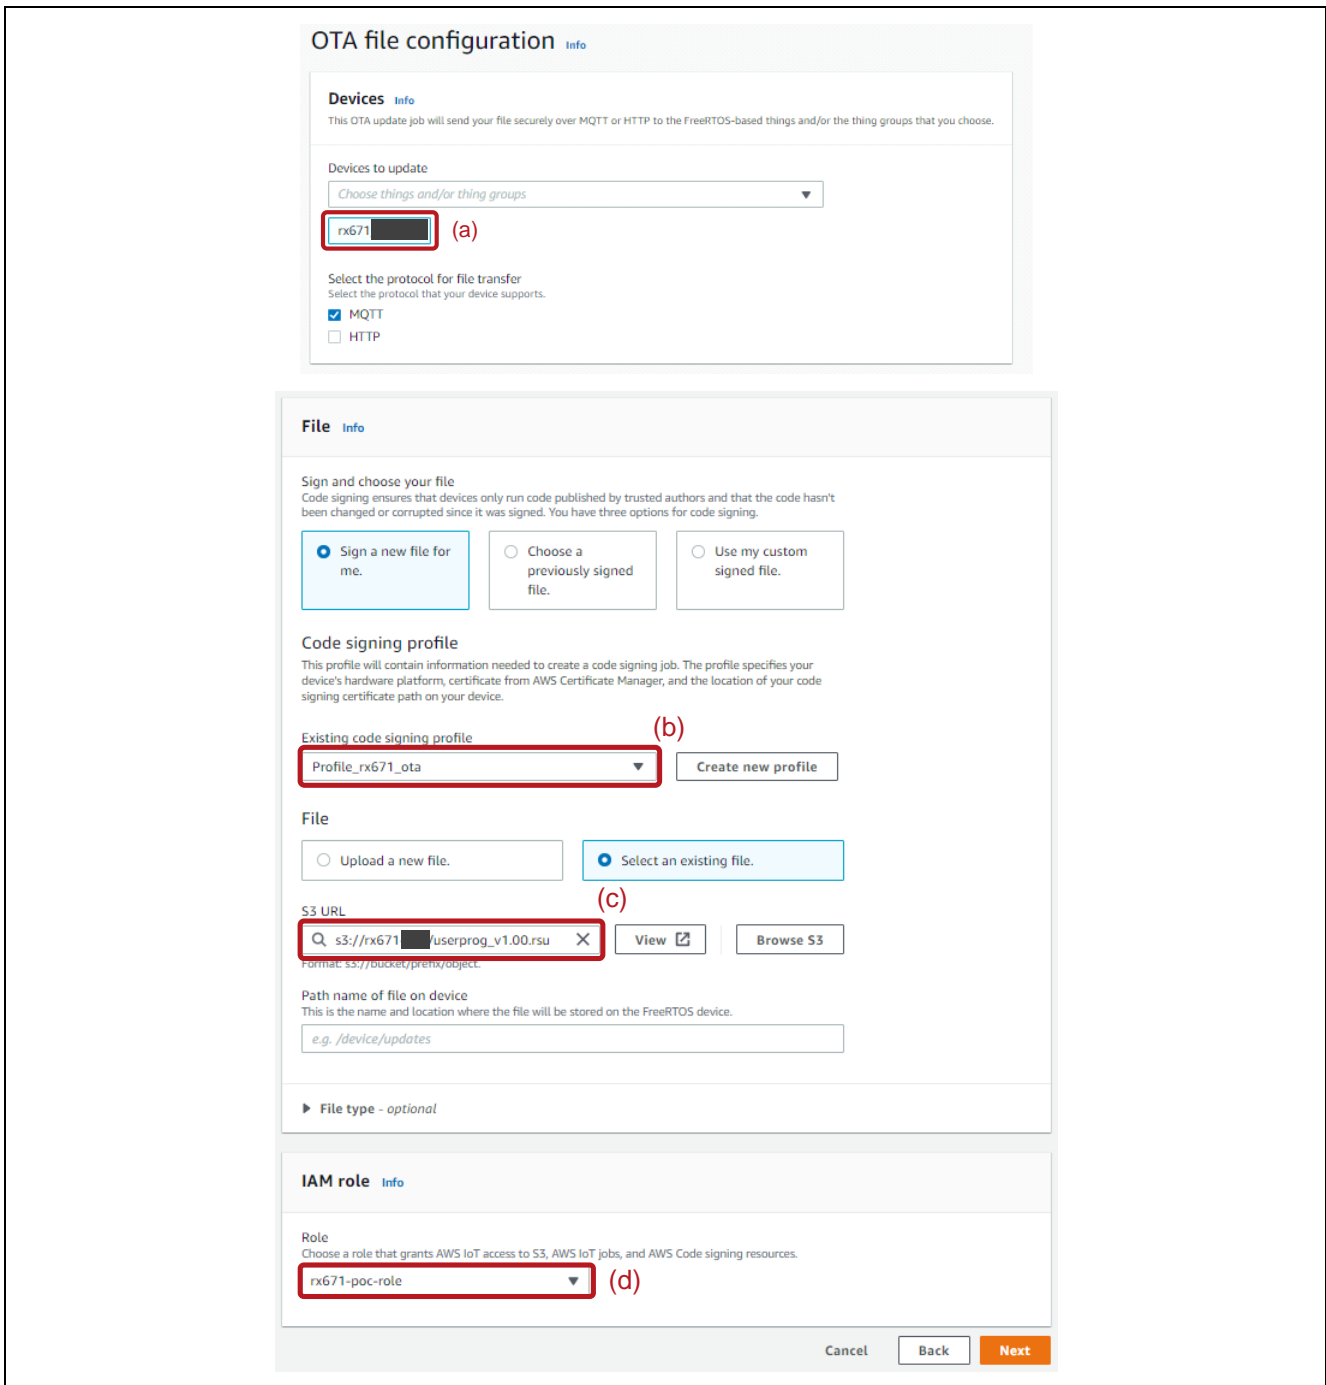 OTA file configuration Info
Devices Info
This OTA update job will send your file securely over MQTT or HTTP to the FreeRTOS-based things and/or the thing groups that you choose.
Devices to update
Choose things and/or thing groups
rx671
(a)
Select the protocol for file transfer
Select the protocol that your device supports.
MQTT
HTTP
File Info
Sign and choose your file
Code signing ensures that devices only run code published by trusted authors and that the code hasn't
been changed or corrupted since it was signed. You have three options for code signing.
Sign a new file for
me.
Choose a
previously signed
file.
Use my custom
signed file.
Code signing profile
This profile will contain information needed to create a code signing job. The profile specifies your
device's hardware platform, certificate from AWS Certificate Manager, and the location of your code
signing certificate path on your device.
(b)
Existing code signing profile
Profile_rx671_ota
Create new profile
File
Upload a new file.
Select an existing file.
(c)
S3 URL
s3://rx671 /userprog_v1.00.rsu
View
Browse S3
Format: s3://bucket/prefix/object.
Path name of file on device
This is the name and location where the file will be stored on the FreeRTOS device.
e.g. /device/updates
File type - optional
IAM role Info
Role
Choose a role that grants AWS IoT access to S3, AWS IoT jobs, and AWS Code signing resources.
rx671-poc-role
(d)
Cancel
Back
Next